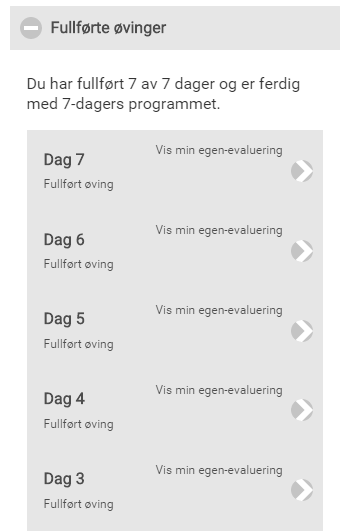 Fullførte øvinger
Du har fullført 7 av 7 dager og er ferdig
med 7-dagers programmet.
Dag 7
Vis min egen-evaluering
Fullført øving
Dag 6
Vis min egen-evaluering
Fullført øving
Dag 5
Vis min egen-evaluering
Fullført øving
Dag 4
Vis min egen-evaluering
Fullført øving
Dag 3
Vis min egen-evaluering
Fullført øving